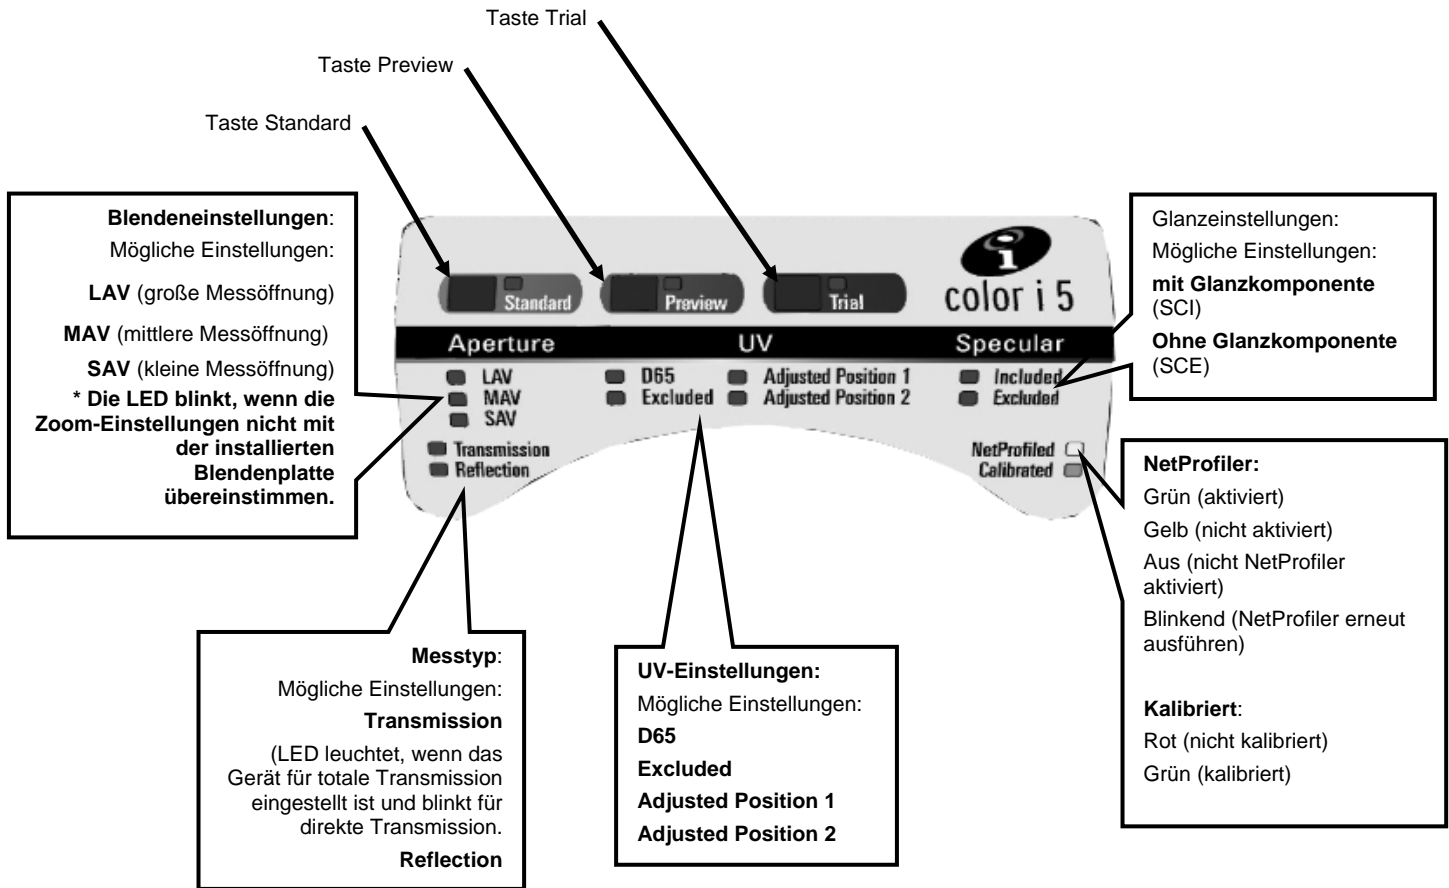 Taste Trial
Taste Preview
Taste Standard
Blendeneinstellungen:
Mögliche Einstellungen:
LAV (große Messöffnung)
MAV (mittlere Messöffnung)
SAV (kleine Messöffnung)
* Die LED blinkt, wenn die
Zoom-Einstellungen nicht mit
der installierten
Blendenplatte
übereinstimmen.
Standard
Preview
Trial
i
color i 5
Aperture
UV
Specular
LAV
MAV
SAV
D65
Excluded
Adjusted Position 1
Adjusted Position 2
Included
Excluded
Transmission
Reflection
NetProfiled
Calibrated
Glanzeinstellungen:
Mögliche Einstellungen:
mit Glanzkomponente
(SCI)
Ohne Glanzkomponente
(SCE)
NetProfiler:
Grün (aktiviert)
Gelb (nicht aktiviert)
Aus (nicht NetProfiler
aktiviert)
Blinkend (NetProfiler erneut
ausführen)
Kalibriert:
Rot (nicht kalibriert)
Grün (kalibriert)
Messtyp:
Mögliche Einstellungen:
Transmission
(LED leuchtet, wenn das
Gerät für totale Transmission
eingestellt ist und blinkt für
direkte Transmission.
Reflection
UV-Einstellungen:
Mögliche Einstellungen:
D65
Excluded
Adjusted Position 1
Adjusted Position 2